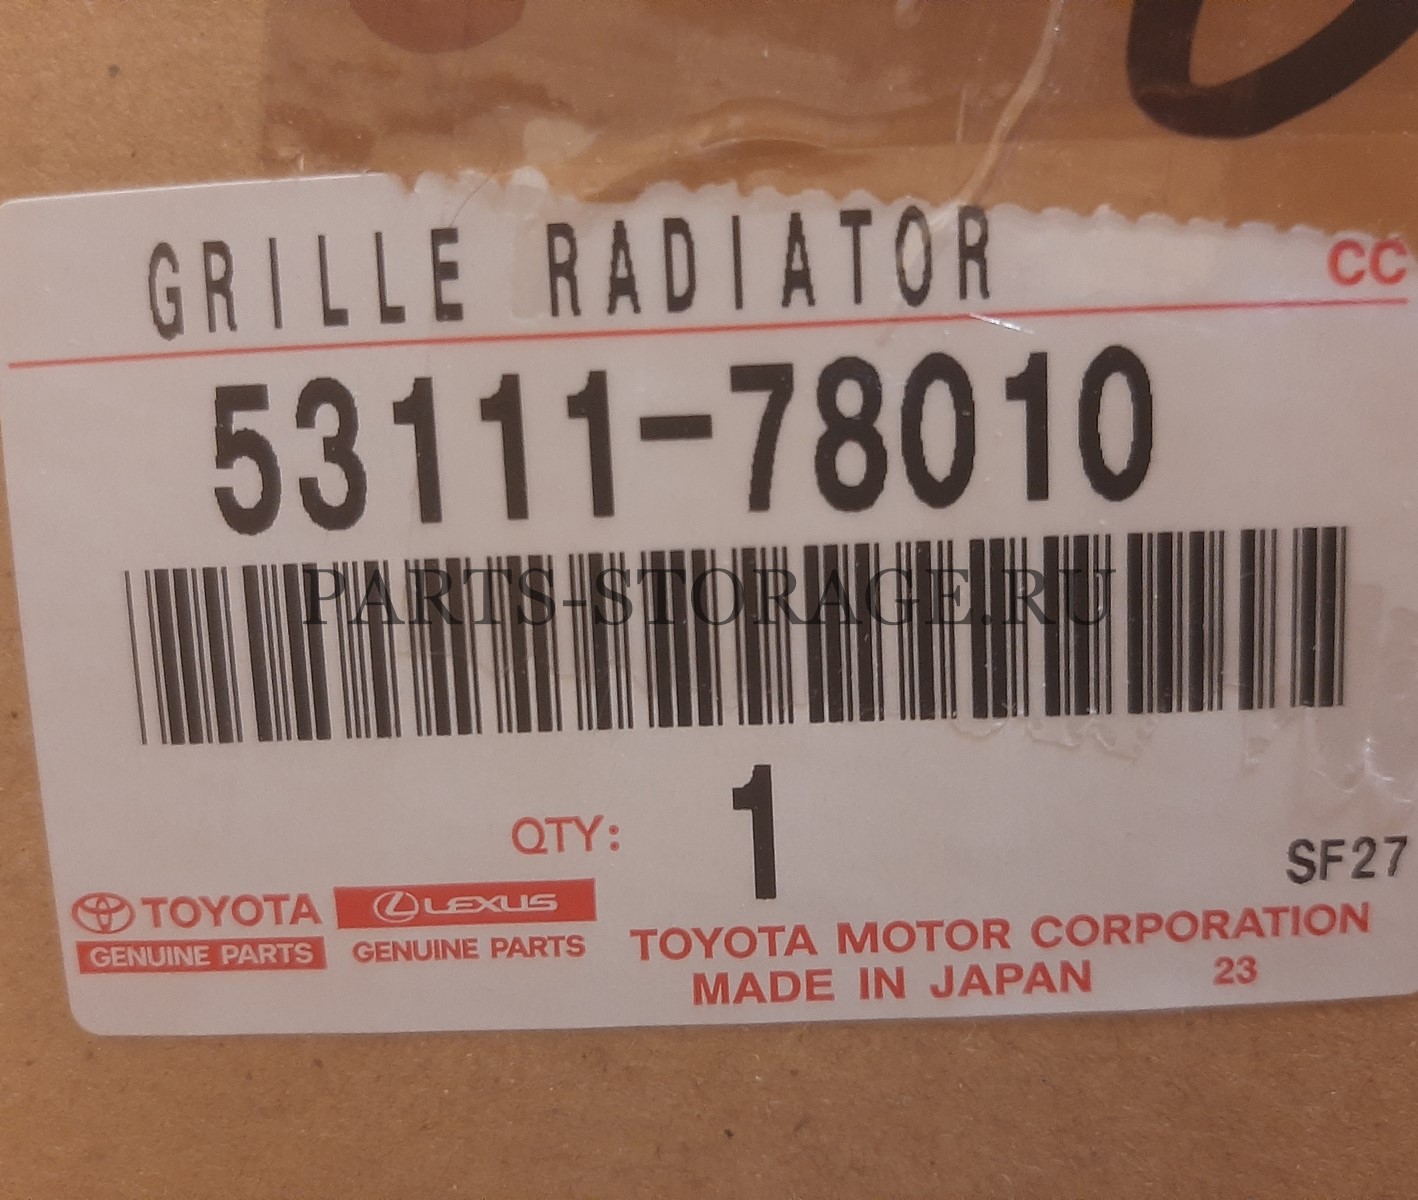 GRILLE RADIATOR
CC
53111-78010
PARTS-STORAGE.RU
QTY: 1
SF27
TOYOTA
GENUINE PARTS
LEXUS
GENUINE PARTS
TOYOTA MOTOR CORPORATION
MADE IN JAPAN 23